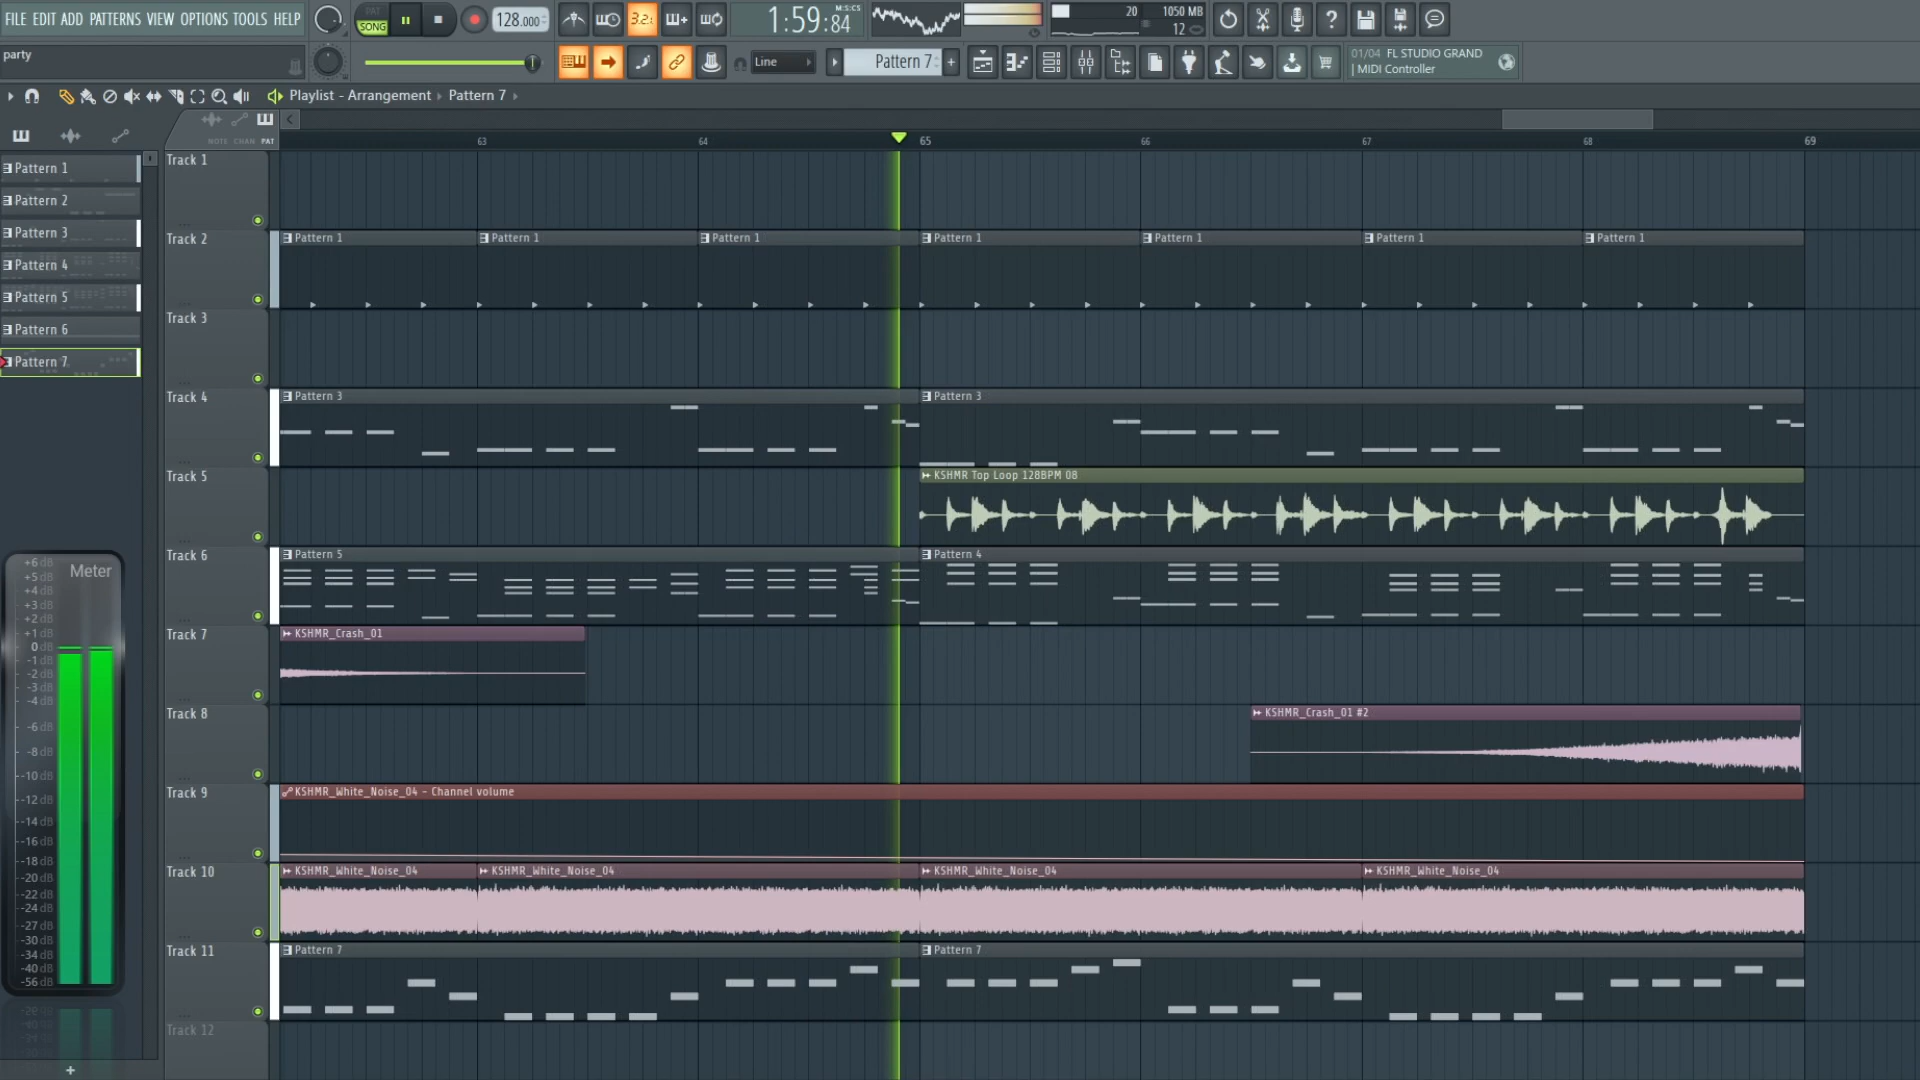 FILE EDIT ADD PATTERNS VIEW OPTIONS TOOLS HELP
PAT
SONG
128.000
3.2.
M:S:CS
1:59:84
20
1050 MB
12
party
Line
Pattern 7
01/04 FL STUDIO GRAND
| MIDI Controller
Playlist - Arrangement
Pattern 7
NOTE CHAN PAT
63
64
65
66
67
68
69
Pattern 1
Pattern 2
Pattern 3
Pattern 4
Pattern 5
Pattern 6
Pattern 7
Track 1
Track 2
Pattern 1
Pattern 1
Pattern 1
Pattern 1
Pattern 1
Pattern 1
Pattern 1
Track 3
Track 4
Pattern 3
Pattern 3
Track 5
KSHMR Top Loop 128BPM 08
Track 6
Pattern 5
Pattern 4
Track 7
KSHMR_Crash_01
Track 8
KSHMR_Crash_01 #2
Track 9
KSHMR_White_Noise_04 - Channel volume
Track 10
KSHMR_White_Noise_04
KSHMR_White_Noise_04
KSHMR_White_Noise_04
KSHMR_White_Noise_04
Track 11
Pattern 7
Pattern 7
Track 12
Meter
+6 dB
+5 dB
+4 dB
+3 dB
+2 dB
+1 dB
0 dB
-1 dB
-2 dB
-3 dB
-4 dB
-6 dB
-8 dB
-10 dB
-12 dB
-14 dB
-16 dB
-18 dB
-20 dB
-22 dB
-24 dB
-27 dB
-30 dB
-34 dB
-40 dB
-56 dB